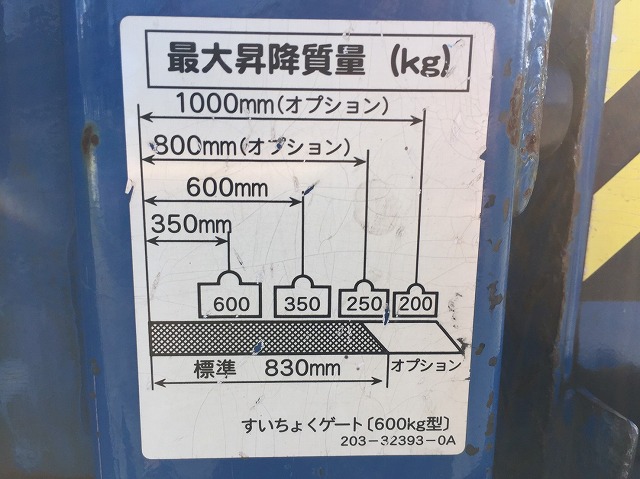 最大昇降質量 (kg)
1000mm(オプション)
800mm(オプション)
600mm
350mm
600 350 250 200
標準 830mm オプション
すいちょくゲート〔600kg型〕
203-32393-0A